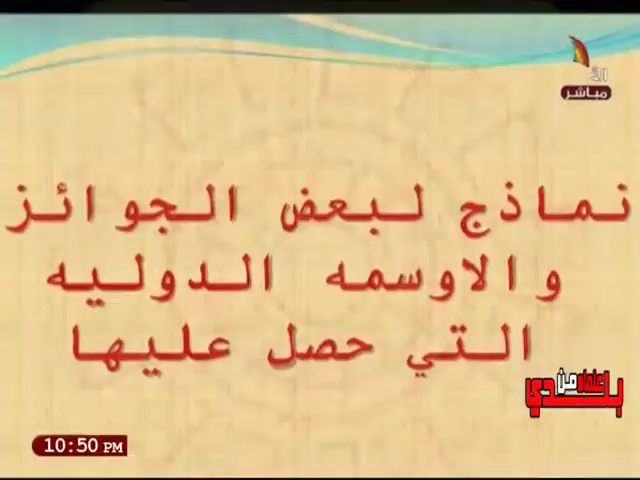 مباشر
نماذج لبعض الجوائز
والاوسمه الدوليه
التي حصل عليها
علماء من
بلدي
10:50 PM